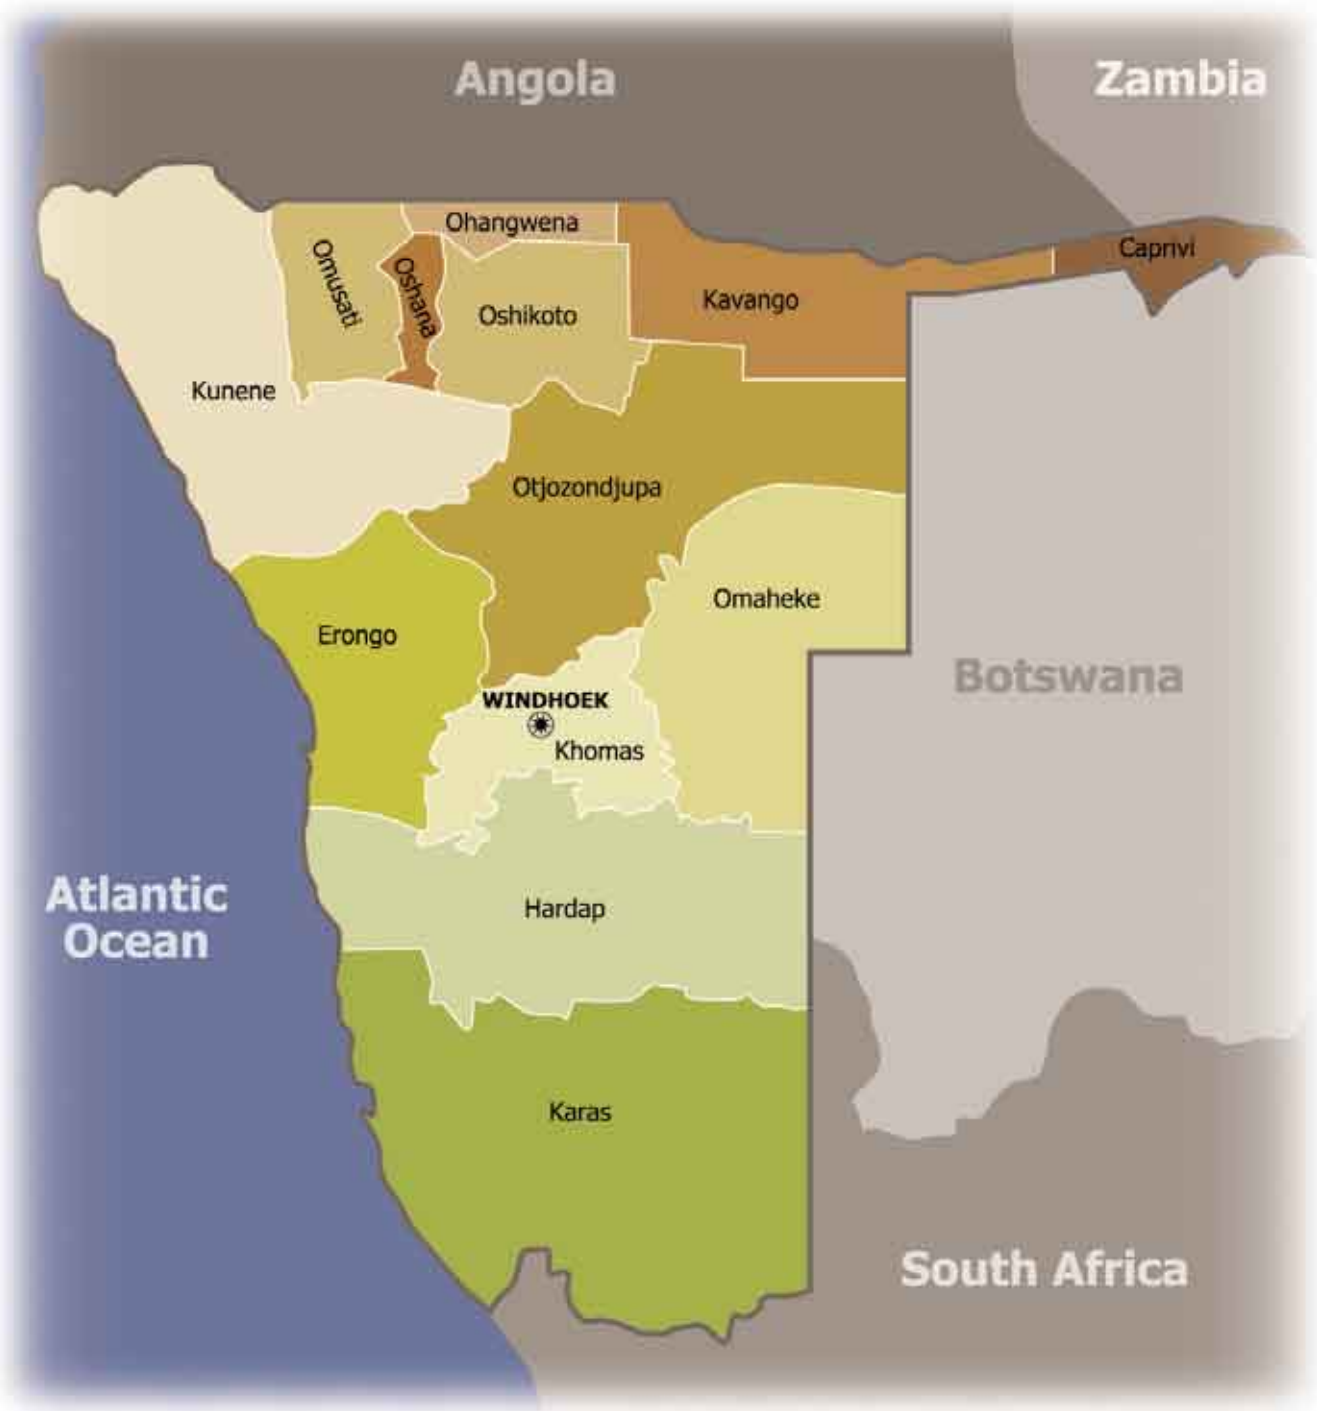 Angola
Zambia
Ohangwena
Caprivi
Omusati
Oshana
Oshikoto
Kavango
Kunene
Otjozondjupa
Omaheke
Erongo
Botswana
WINDHOEK
Khomas
Atlantic
Ocean
Hardap
Karas
South Africa